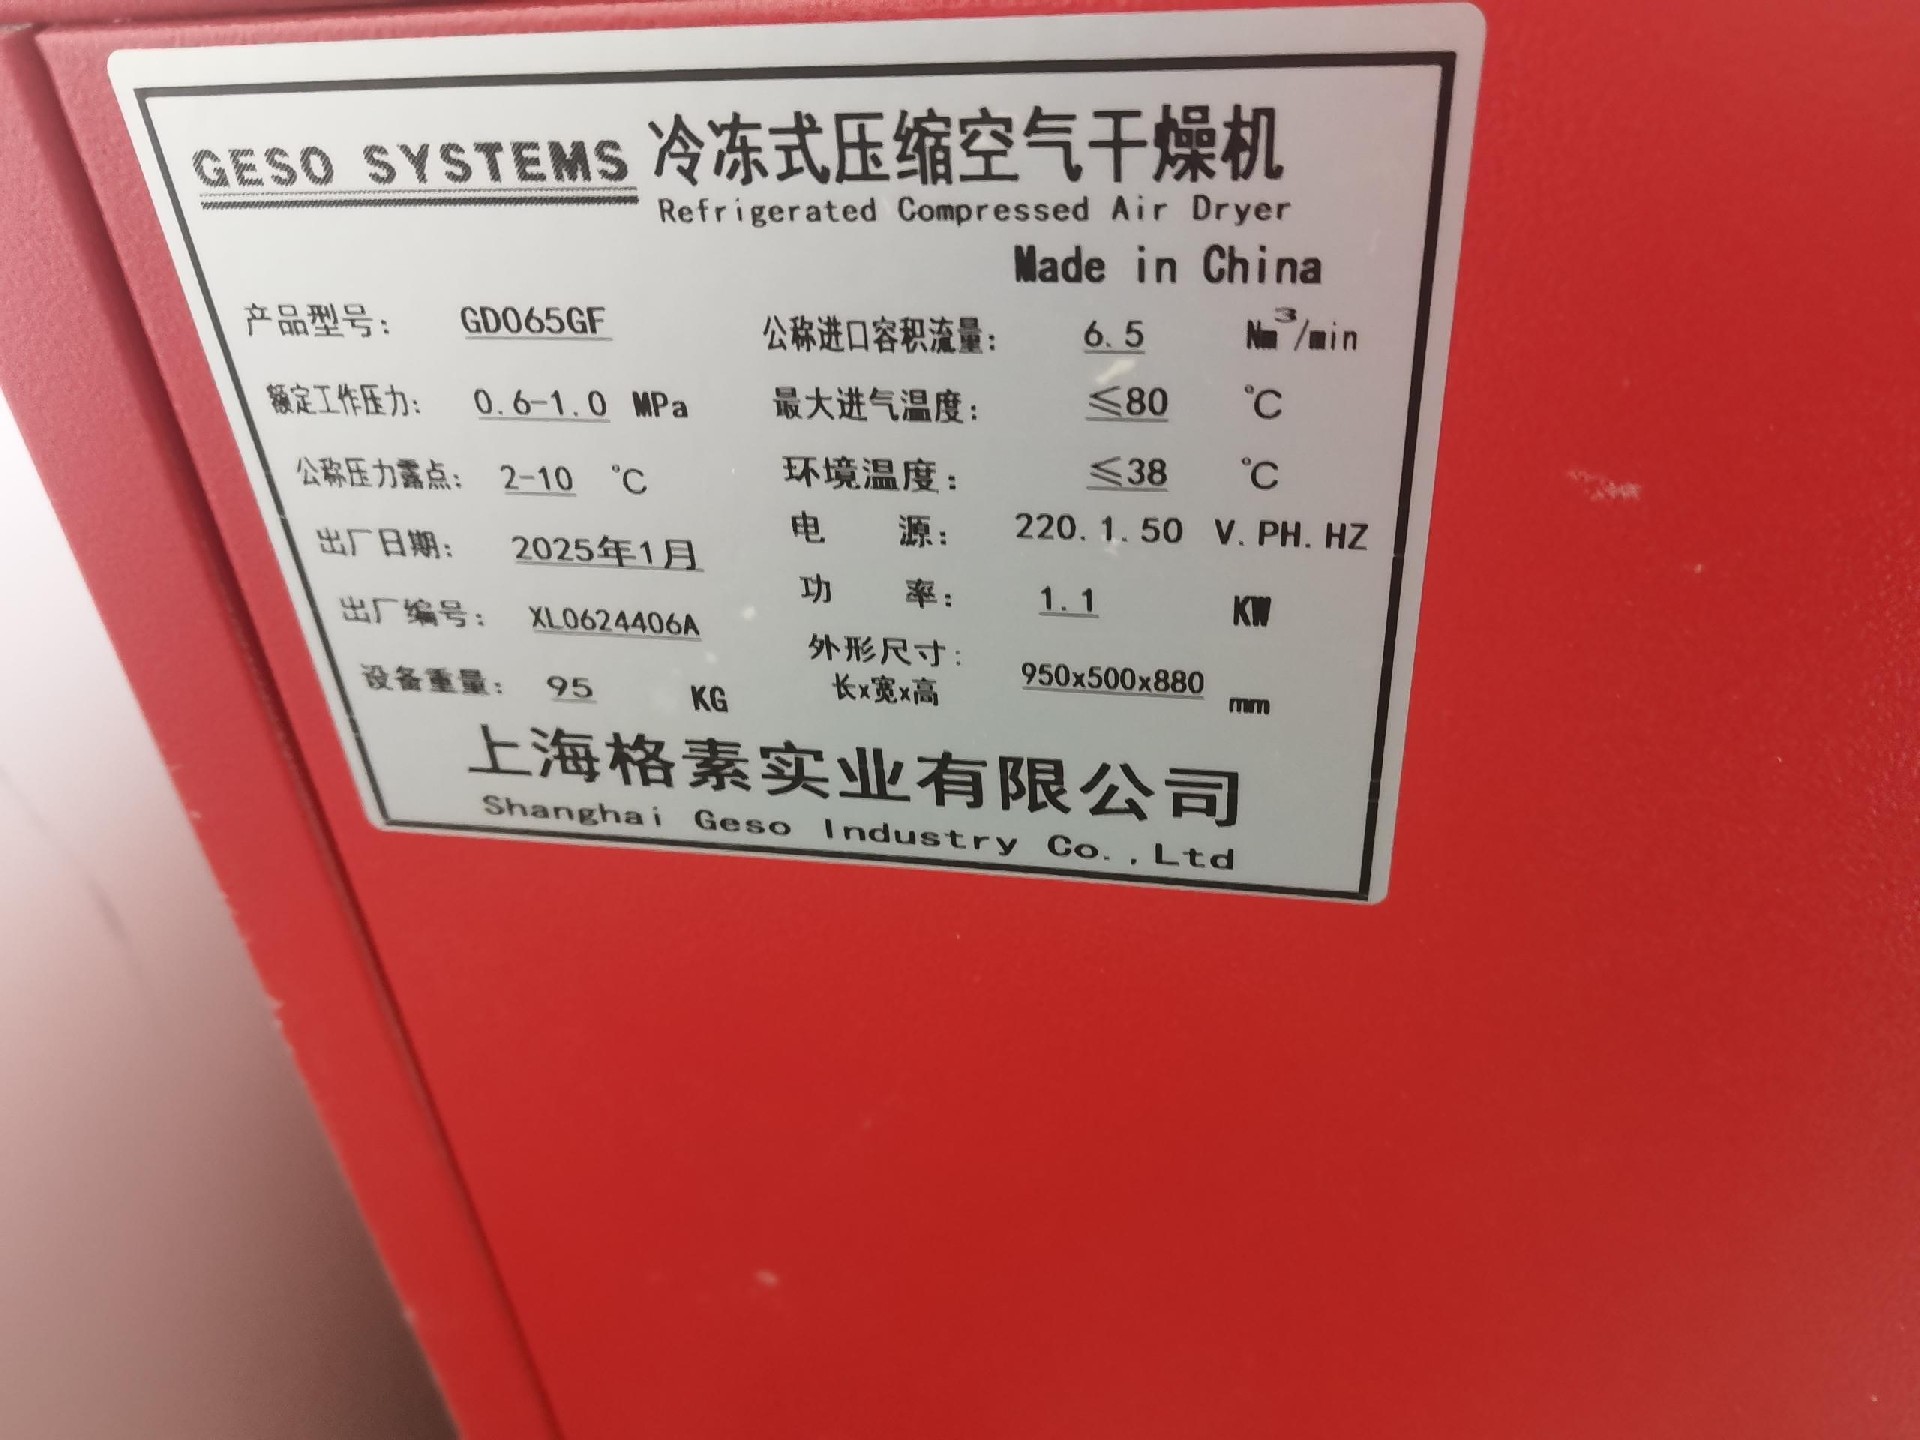 GESO SYSTEMS 冷冻式压缩空气干燥机
Refrigerated Compressed Air Dryer
Made in China
产品型号: GD065GF
额定工作压力: 0.6-1.0 MPa
公称压力露点: 2-10 ℃
出厂日期: 2025年1月
出厂编号: XL0624406A
设备重量: 95 KG
公称进口容积流量: 6.5 Nm³/min
最大进气温度: ≤80 ℃
环境温度: ≤38 ℃
电 源: 220.1.50 V.PH.HZ
功 率: 1.1 KW
外形尺寸:
长x宽x高 950x500x880 mm
上海格素实业有限公司
Shanghai Geso Industry Co.,Ltd